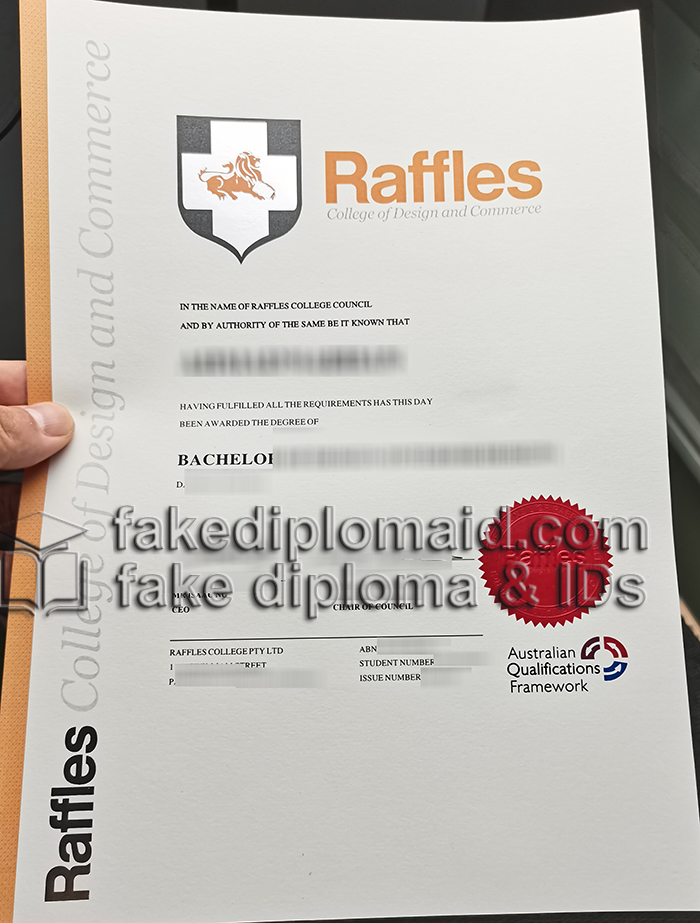 Raffles College of Design and Commerce
Raffles
College of Design and Commerce
IN THE NAME OF RAFFLES COLLEGE COUNCIL
AND BY AUTHORITY OF THE SAME BE IT KNOWN THAT
HAVING FULFILLED ALL THE REQUIREMENTS HAS THIS DAY
BEEN AWARDED THE DEGREE OF
BACHELOR
D.
fakediplomaid.com
fake diploma & IDs
Raffles
CEO
CHAIR OF COUNCIL
RAFFLES COLLEGE PTY LTD
STREET
P.
ABN
STUDENT NUMBER
ISSUE NUMBER
Australian
Qualifications
Framework